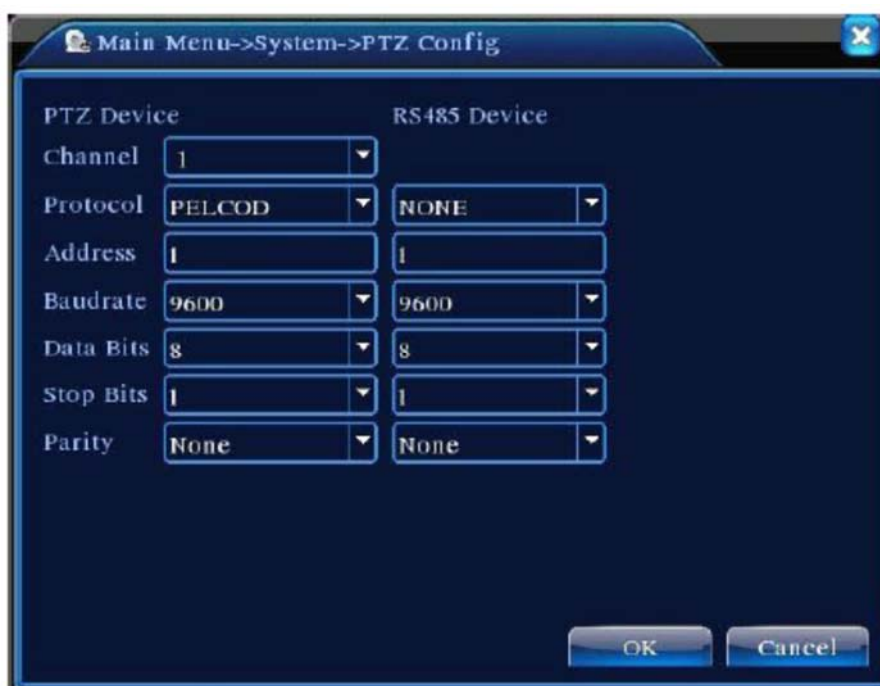 Main Menu->System->PTZ Config
PTZ Device RS485 Device
Channel 1
Protocol PELCOD NONE
Address 1 1
Baudrate 9600 9600
Data Bits 8 8
Stop Bits 1 1
Parity None None
OK Cancel